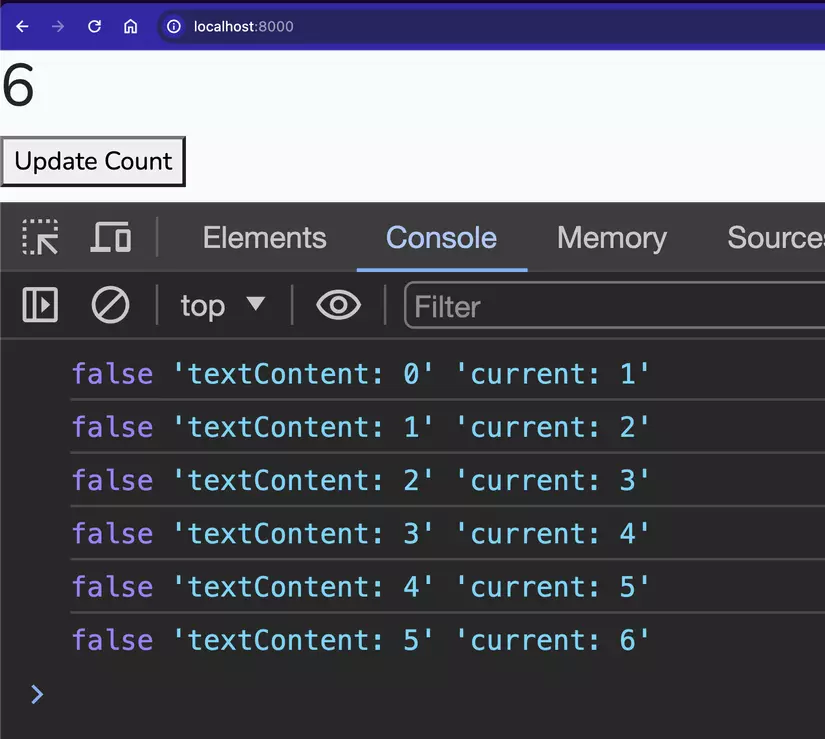 localhost:8000
6
Update Count
Elements Console Memory Sources
top Filter
false 'textContent: 0' 'current: 1'
false 'textContent: 1' 'current: 2'
false 'textContent: 2' 'current: 3'
false 'textContent: 3' 'current: 4'
false 'textContent: 4' 'current: 5'
false 'textContent: 5' 'current: 6'